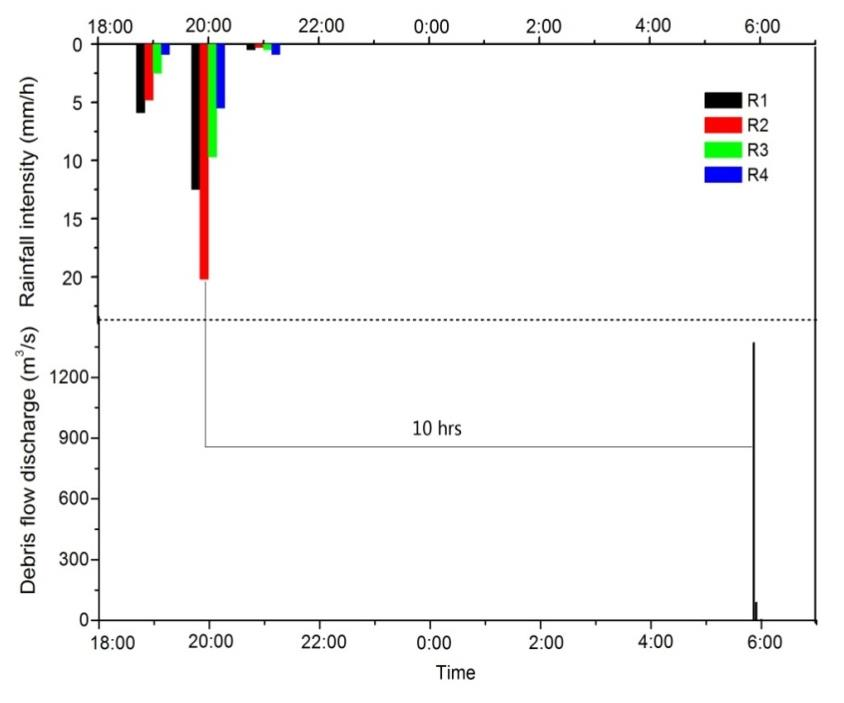 18:00 20:00 22:00 0:00 2:00 4:00 6:00
0
5
10
15
20
Rainfall intensity (mm/h)
R1
R2
R3
R4
1200
900
600
300
0
Debris flow discharge (m³/s)
10 hrs
18:00 20:00 22:00 0:00 2:00 4:00 6:00
Time